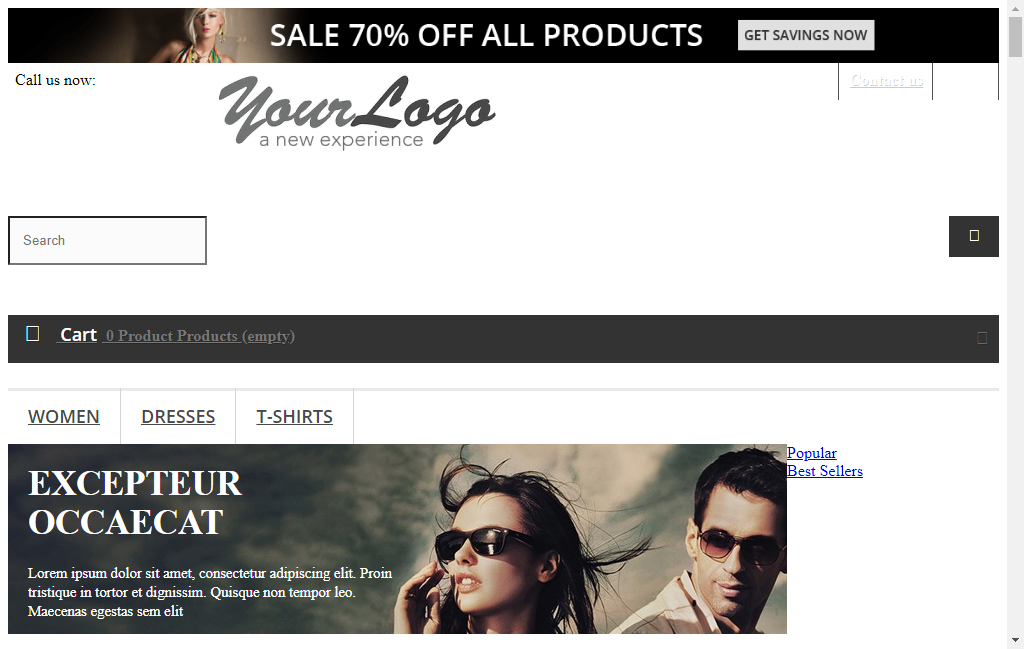 SALE 70% OFF ALL PRODUCTS
GET SAVINGS NOW
Call us now:
Contact us
YourLogo
a new experience
Search
Cart 0 Product Products (empty)
WOMEN
DRESSES
T-SHIRTS
EXCEPTEUR
OCCAECAT
Lorem ipsum dolor sit amet, consectetur adipiscing elit. Proin
tristique in tortor et dignissim. Quisque non tempor leo.
Maecenas egestas sem elit
Popular
Best Sellers